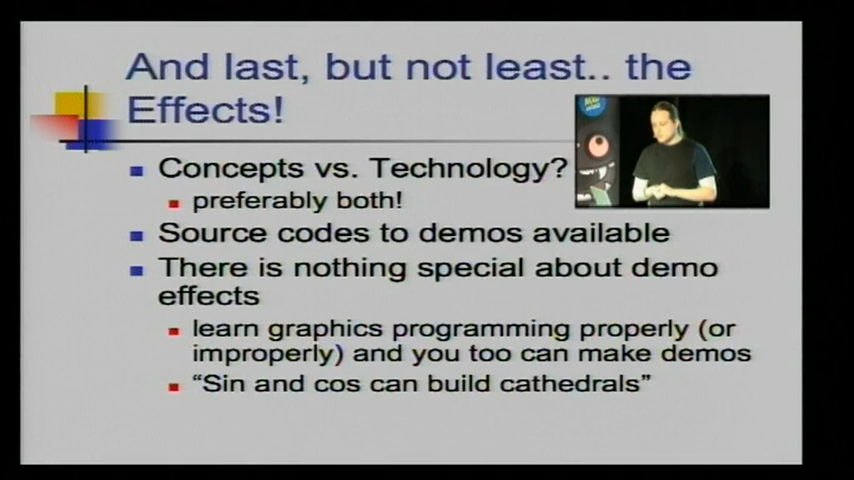 And last, but not least.. the
Effects!
Concepts vs. Technology?
preferably both!
Source codes to demos available
There is nothing special about demo
effects
learn graphics programming properly (or
improperly) and you too can make demos
“Sin and cos can build cathedrals”